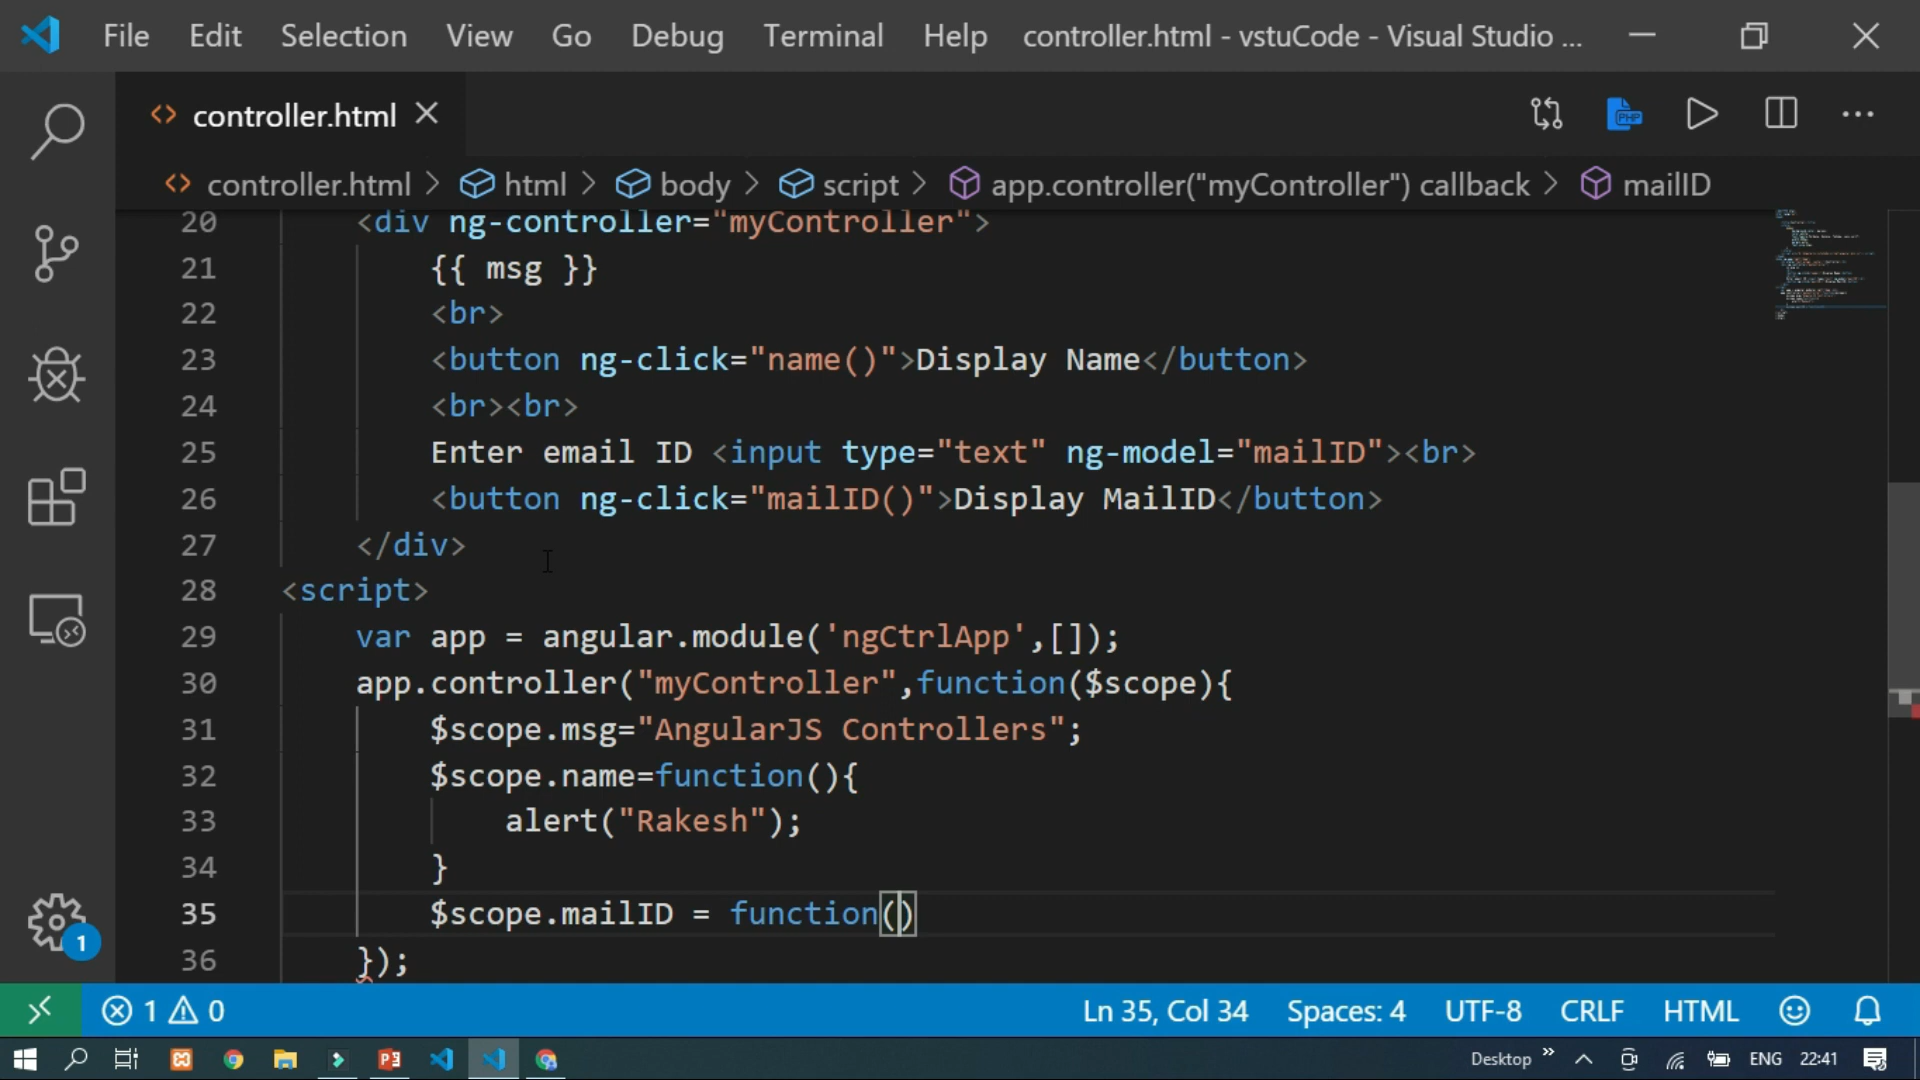 File Edit Selection View Go Debug Terminal Help controller.html - vstuCode - Visual Studio ...
controller.html
PHP
controller.html > html > body > script > app.controller("myController") callback > mailID
20 <div ng-controller="myController">
21 {{ msg }}
22 <br>
23 <button ng-click="name()">Display Name</button>
24 <br><br>
25 Enter email ID <input type="text" ng-model="mailID"><br>
26 <button ng-click="mailID()">Display MailID</button>
27 </div>
28 <script>
29 var app = angular.module('ngCtrlApp',[]);
30 app.controller("myController",function($scope){
31 $scope.msg="AngularJS Controllers";
32 $scope.name=function(){
33 alert("Rakesh");
34 }
35 $scope.mailID = function()
36 });
1
1 0 Ln 35, Col 34 Spaces: 4 UTF-8 CRLF HTML
Desktop » ENG 22:41